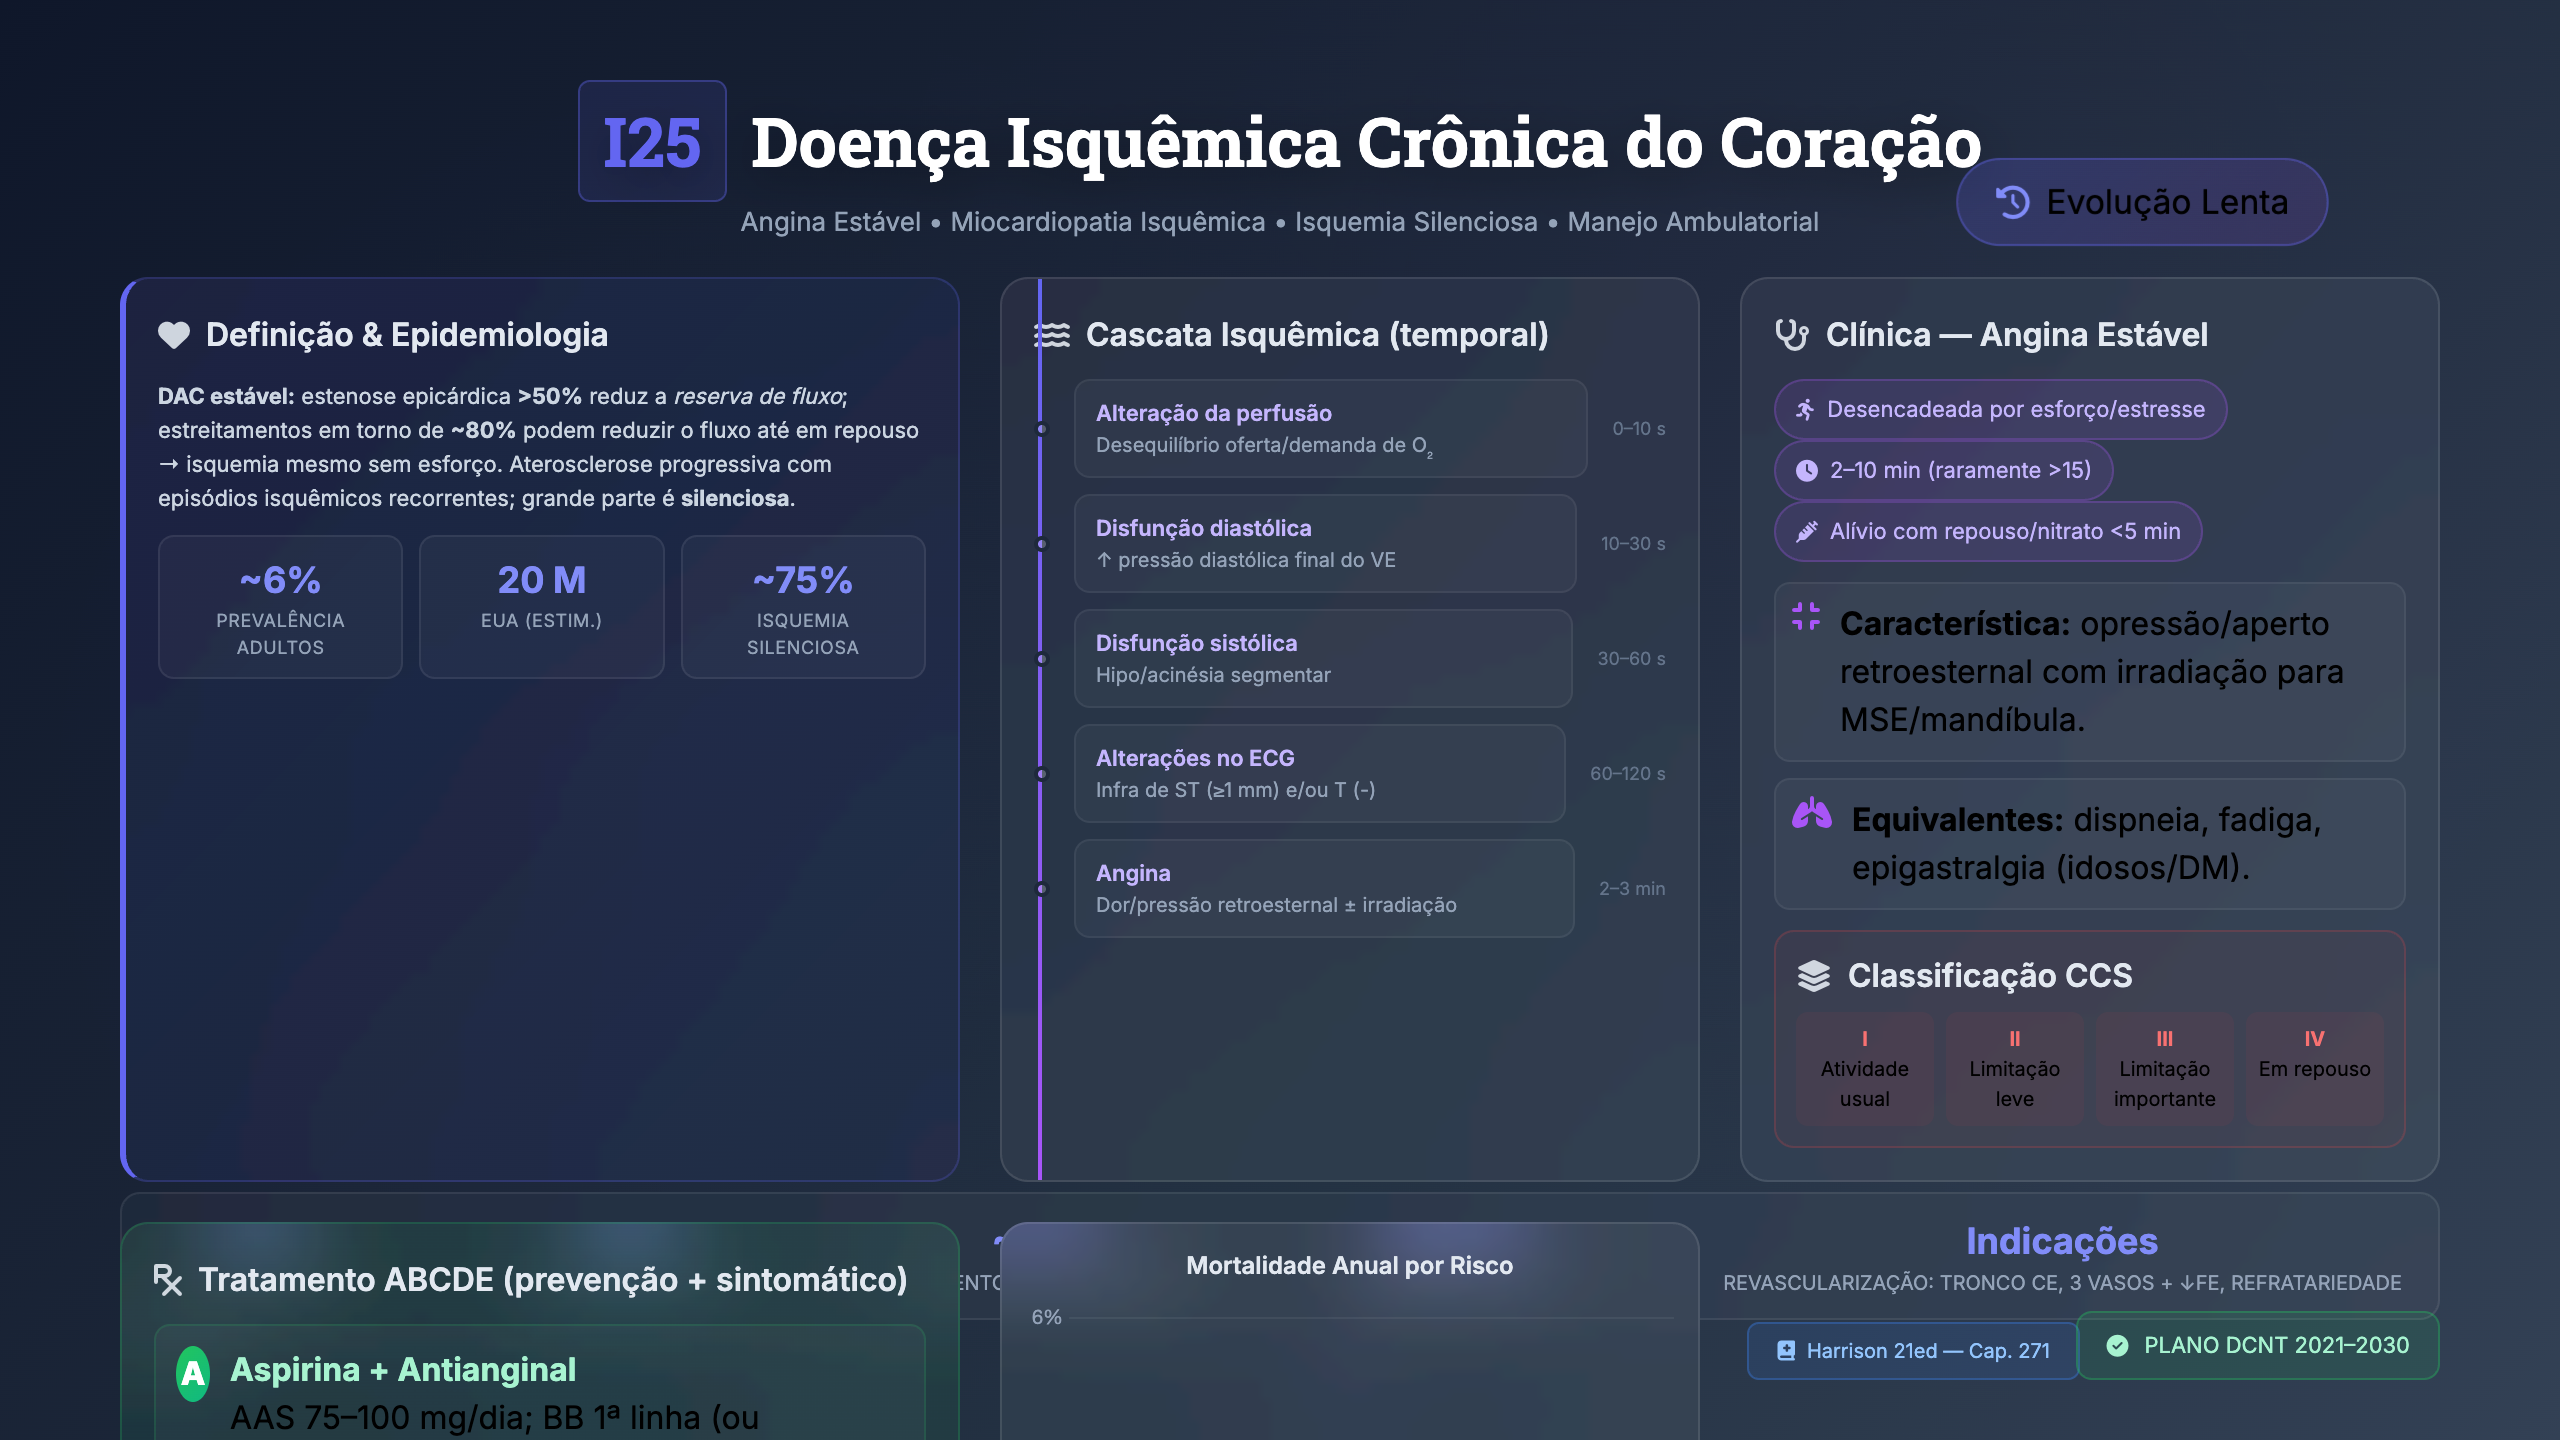 I25
Doença Isquêmica Crônica do Coração
Angina Estável • Miocardiopatia Isquêmica • Isquemia Silenciosa • Manejo Ambulatorial
Evolução Lenta
Definição & Epidemiologia
DAC estável: estenose epicárdica >50% reduz a reserva de fluxo;
estreitamentos em torno de ~80% podem reduzir o fluxo até em repouso
→ isquemia mesmo sem esforço. Aterosclerose progressiva com
episódios isquêmicos recorrentes; grande parte é silenciosa.
~6%
PREVALÊNCIA
ADULTOS
20 M
EUA (ESTIM.)
~75%
ISQUEMIA
SILENCIOSA
Cascata Isquêmica (temporal)
Alteração da perfusão
Desequilíbrio oferta/demanda de O₂
0–10 s
Disfunção diastólica
↑ pressão diastólica final do VE
10–30 s
Disfunção sistólica
Hipo/acinésia segmentar
30–60 s
Alterações no ECG
Infra de ST (≥1 mm) e/ou T (-)
60–120 s
Angina
Dor/pressão retroesternal ± irradiação
2–3 min
Clínica — Angina Estável
Desencadeada por esforço/estresse
2–10 min (raramente >15)
Alívio com repouso/nitrato <5 min
Característica: opressão/aperto
retroesternal com irradiação para
MSE/mandíbula.
Equivalentes: dispneia, fadiga,
epigastralgia (idosos/DM).
Classificação CCS
I
Atividade
usual
II
Limitação
leve
III
Limitação
importante
IV
Em repouso
Tratamento ABCDE (prevenção + sintomático)
A
Aspirina + Antianginal
AAS 75–100 mg/dia; BB 1ª linha (ou
Mortalidade Anual por Risco
6%
Indicações
REVASCULARIZAÇÃO: TRONCO CE, 3 VASOS + ↓FE, REFRATARIEDADE
Harrison 21ed — Cap. 271
PLANO DCNT 2021–2030